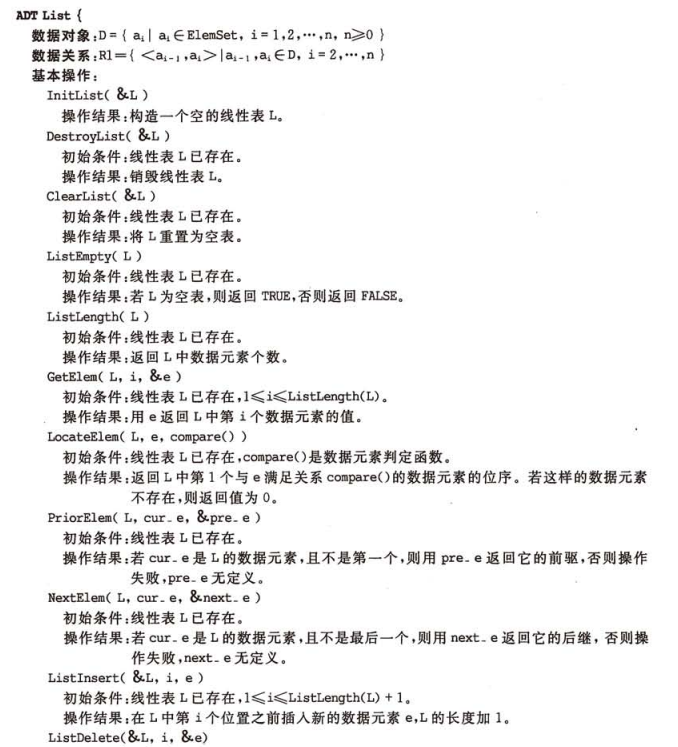 ADT List {
数据对象:D={ aᵢ| aᵢ∈ElemSet, i=1,2,⋯,n, n≥0 }
数据关系:R1={ <aᵢ₋₁,aᵢ>|aᵢ₋₁,aᵢ∈D, i=2,⋯,n }
基本操作:
InitList( &L )
操作结果:构造一个空的线性表 L。
DestroyList( &L )
初始条件:线性表 L 已存在。
操作结果:销毁线性表 L。
ClearList( &L )
初始条件:线性表 L 已存在。
操作结果:将 L 重置为空表。
ListEmpty( L )
初始条件:线性表 L 已存在。
操作结果:若 L 为空表,则返回 TRUE,否则返回 FALSE。
ListLength( L )
初始条件:线性表 L 已存在。
操作结果:返回 L 中数据元素个数。
GetElem( L, i, &e )
初始条件:线性表 L 已存在,1≤i≤ListLength(L)。
操作结果:用 e 返回 L 中第 i 个数据元素的值。
LocateElem( L, e, compare() )
初始条件:线性表 L 已存在,compare()是数据元素判定函数。
操作结果:返回 L 中第 1 个与 e 满足关系 compare()的数据元素的位序。若这样的数据元素
不存在,则返回值为 0。
PriorElem( L, cur_e, &pre_e )
初始条件:线性表 L 已存在。
操作结果:若 cur_e 是 L 的数据元素,且不是第一个,则用 pre_e 返回它的前驱,否则操作
失败,pre_e 无定义。
NextElem( L, cur_e, &next_e )
初始条件:线性表 L 已存在。
操作结果:若 cur_e 是 L 的数据元素,且不是最后一个,则用 next_e 返回它的后继, 否则操
作失败,next_e 无定义。
ListInsert( &L, i, e )
初始条件:线性表 L 已存在,1≤i≤ListLength(L)+1。
操作结果:在 L 中第 i 个位置之前插入新的数据元素 e,L 的长度加 1。
ListDelete(&L, i, &e)